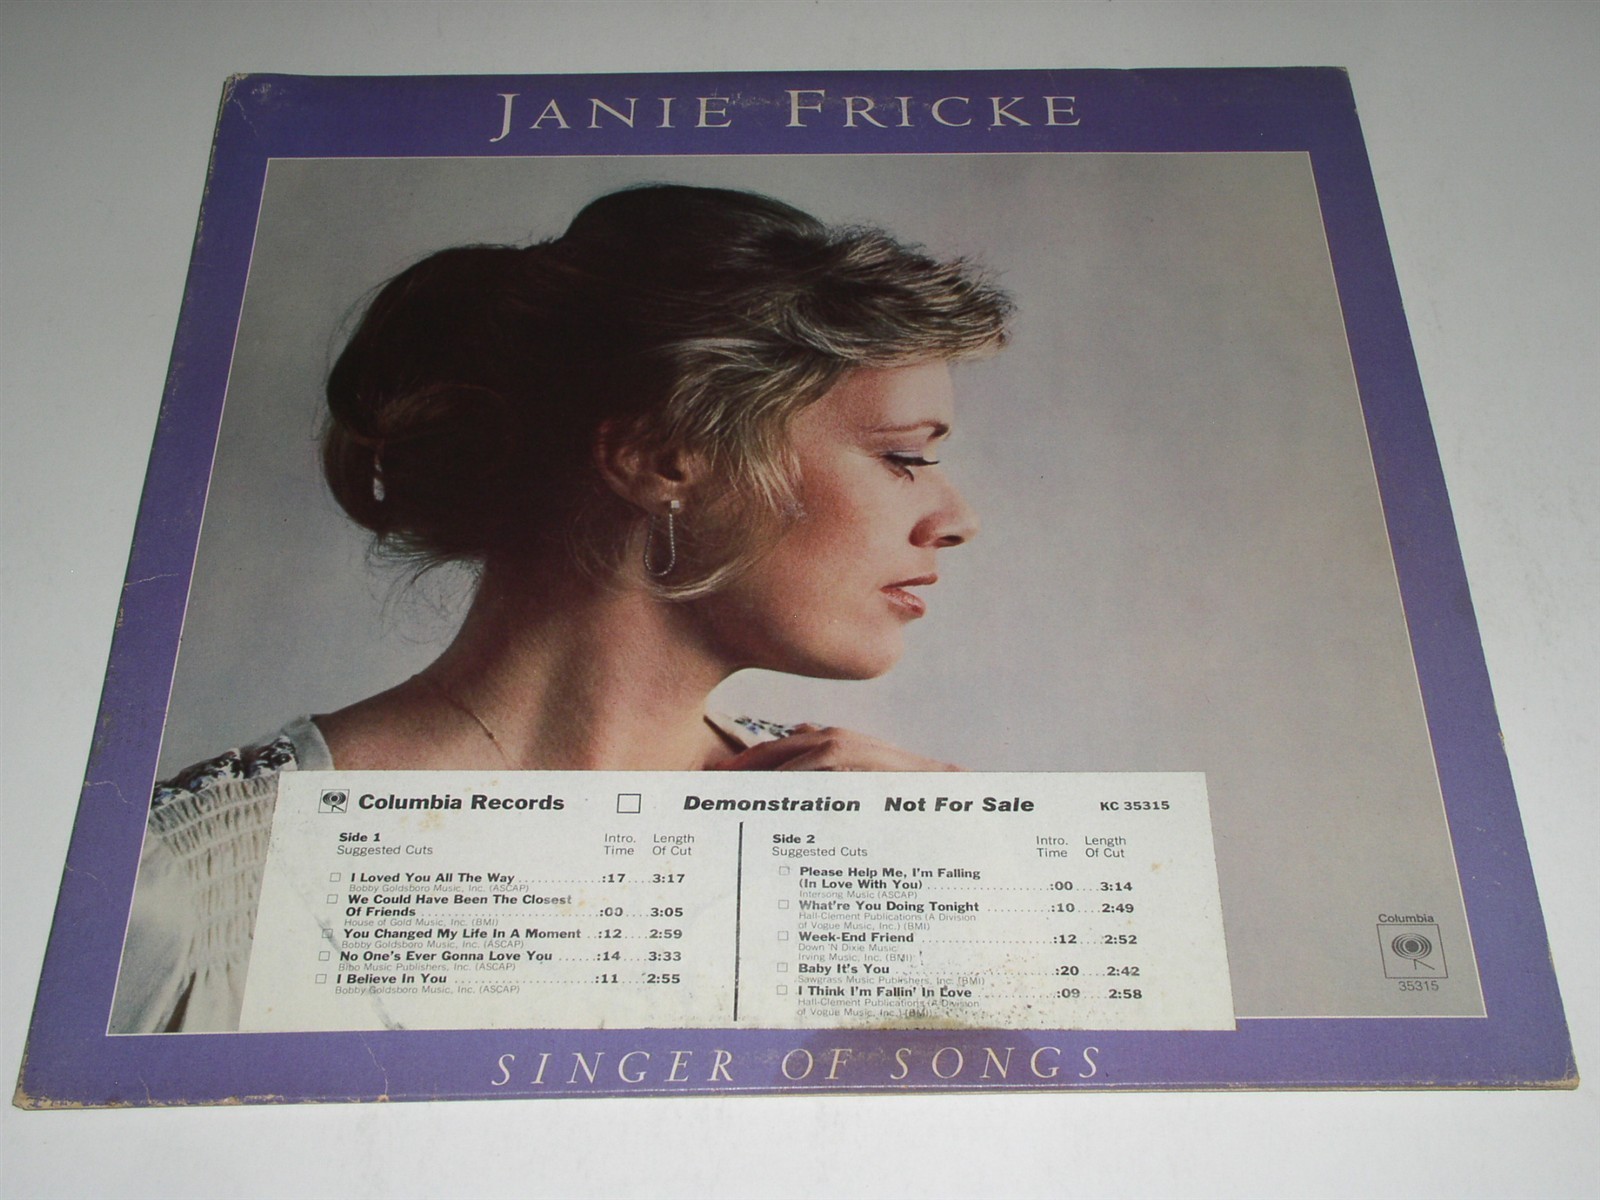 JANIE FRICKE
Columbia Records Demonstration Not For Sale KC 35315
Side 1 Intro. Length
Suggested Cuts Time Of Cut
I Loved You All The Way :17 3:17
Bobby Goldsboro Music, Inc. (ASCAP)
We Could Have Been The Closest
Of Friends :00 3:05
House of Gold Music, Inc. (BMI)
You Changed My Life In A Moment :12 2:59
Bobby Goldsboro Music, Inc. (ASCAP)
No One's Ever Gonna Love You :14 3:33
Bibo Music Publishers, Inc. (ASCAP)
I Believe In You :11 2:55
Bobby Goldsboro Music, Inc. (ASCAP)
Side 2 Intro. Length
Suggested Cuts Time Of Cut
Please Help Me, I'm Falling
(In Love With You) :00 3:14
Intersong Music (ASCAP)
What're You Doing Tonight :10 2:49
Hall-Clement Publications (A Division
of Vogue Music, Inc.) (BMI)
Week-End Friend :12 2:52
Down 'N Dixie Music
Irving Music, Inc. (BMI)
Baby It's You :20 2:42
Sawgrass Music Publishers, Inc. (BMI)
I Think I'm Fallin' In Love :09 2:58
Hall-Clement Publications (A Division
of Vogue Music, Inc.) (BMI)
Columbia
35315
SINGER OF SONGS